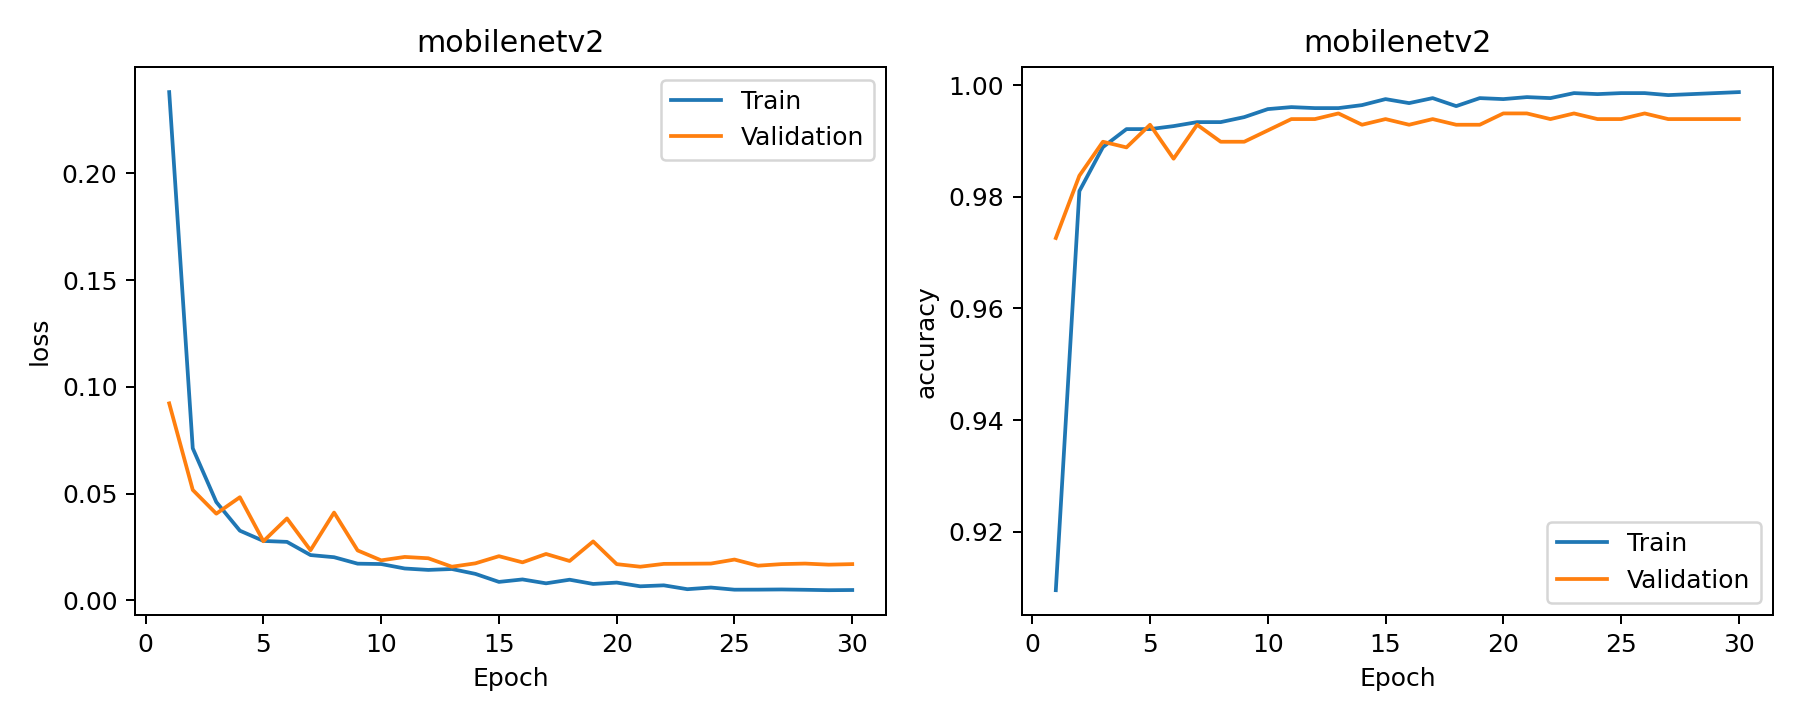 mobilenetv2
Train
Validation
0.20
0.15
0.10
0.05
0.00
loss
0 5 10 15 20 25 30
Epoch
mobilenetv2
1.00
0.98
0.96
0.94
0.92
accuracy
Train
Validation
0 5 10 15 20 25 30
Epoch